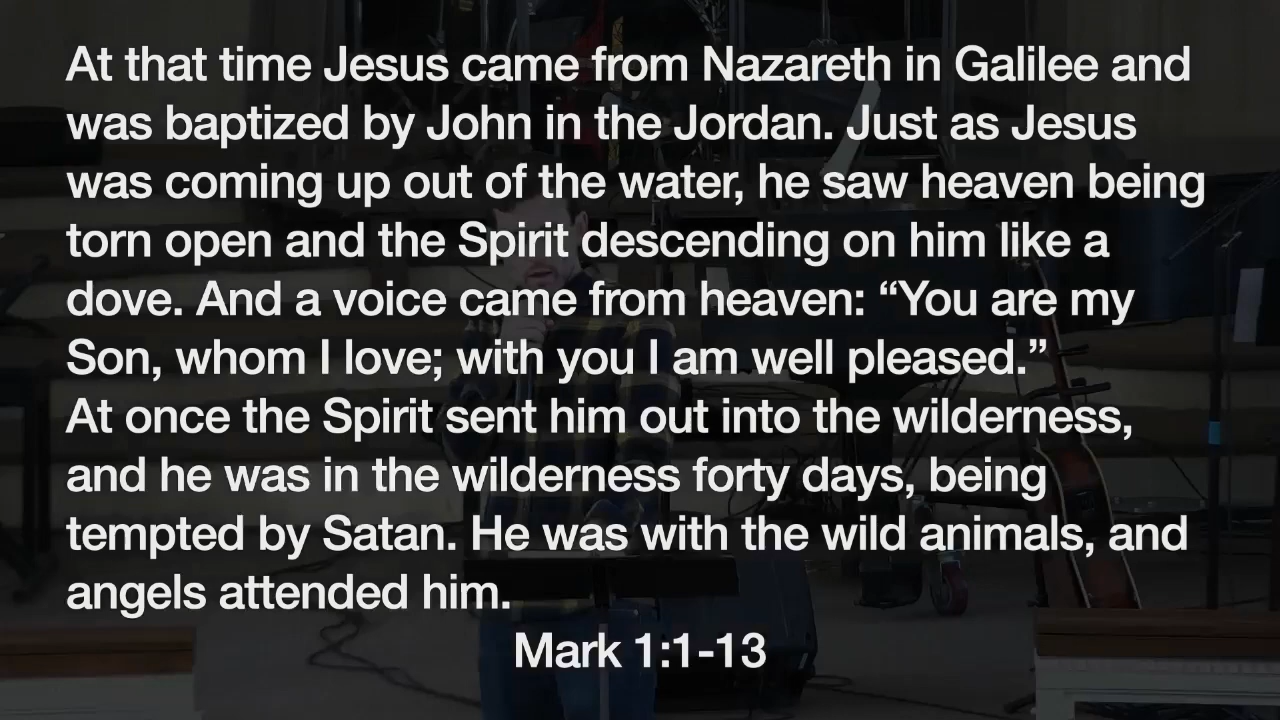 At that time Jesus came from Nazareth in Galilee and
was baptized by John in the Jordan. Just as Jesus
was coming up out of the water, he saw heaven being
torn open and the Spirit descending on him like a
dove. And a voice came from heaven: “You are my
Son, whom I love; with you I am well pleased.”
At once the Spirit sent him out into the wilderness,
and he was in the wilderness forty days, being
tempted by Satan. He was with the wild animals, and
angels attended him.
Mark 1:1-13